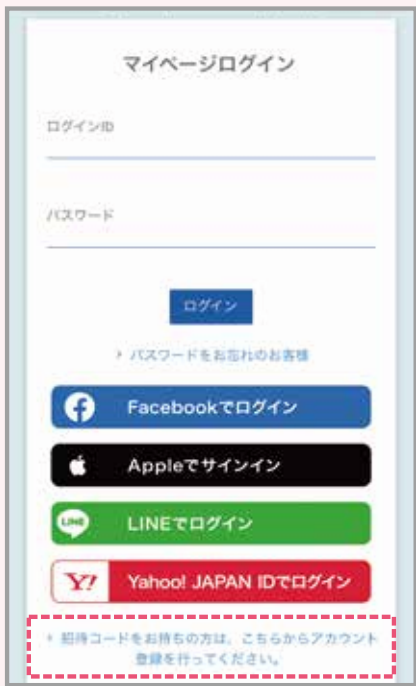 マイページログイン
ログインID
パスワード
ログイン
› パスワードをお忘れのお客様
Facebookでログイン
Appleでサインイン
LINE
LINEでログイン
Y!
Yahoo! JAPAN IDでログイン
› 招待コードをお持ちの方は、こちらからアカウント
登録を行ってください。